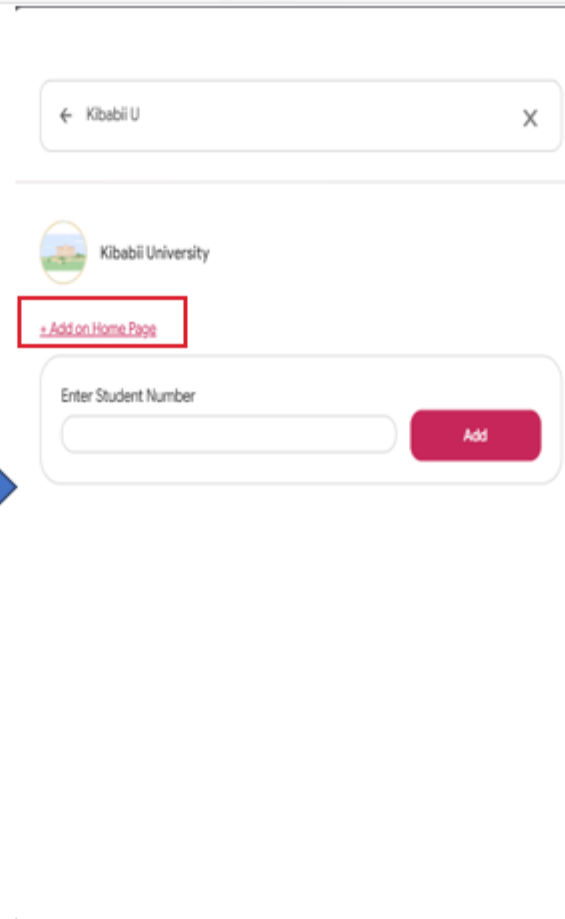 ← Kibabii U X
Kibabii University
+ Add on Home Page
Enter Student Number
Add